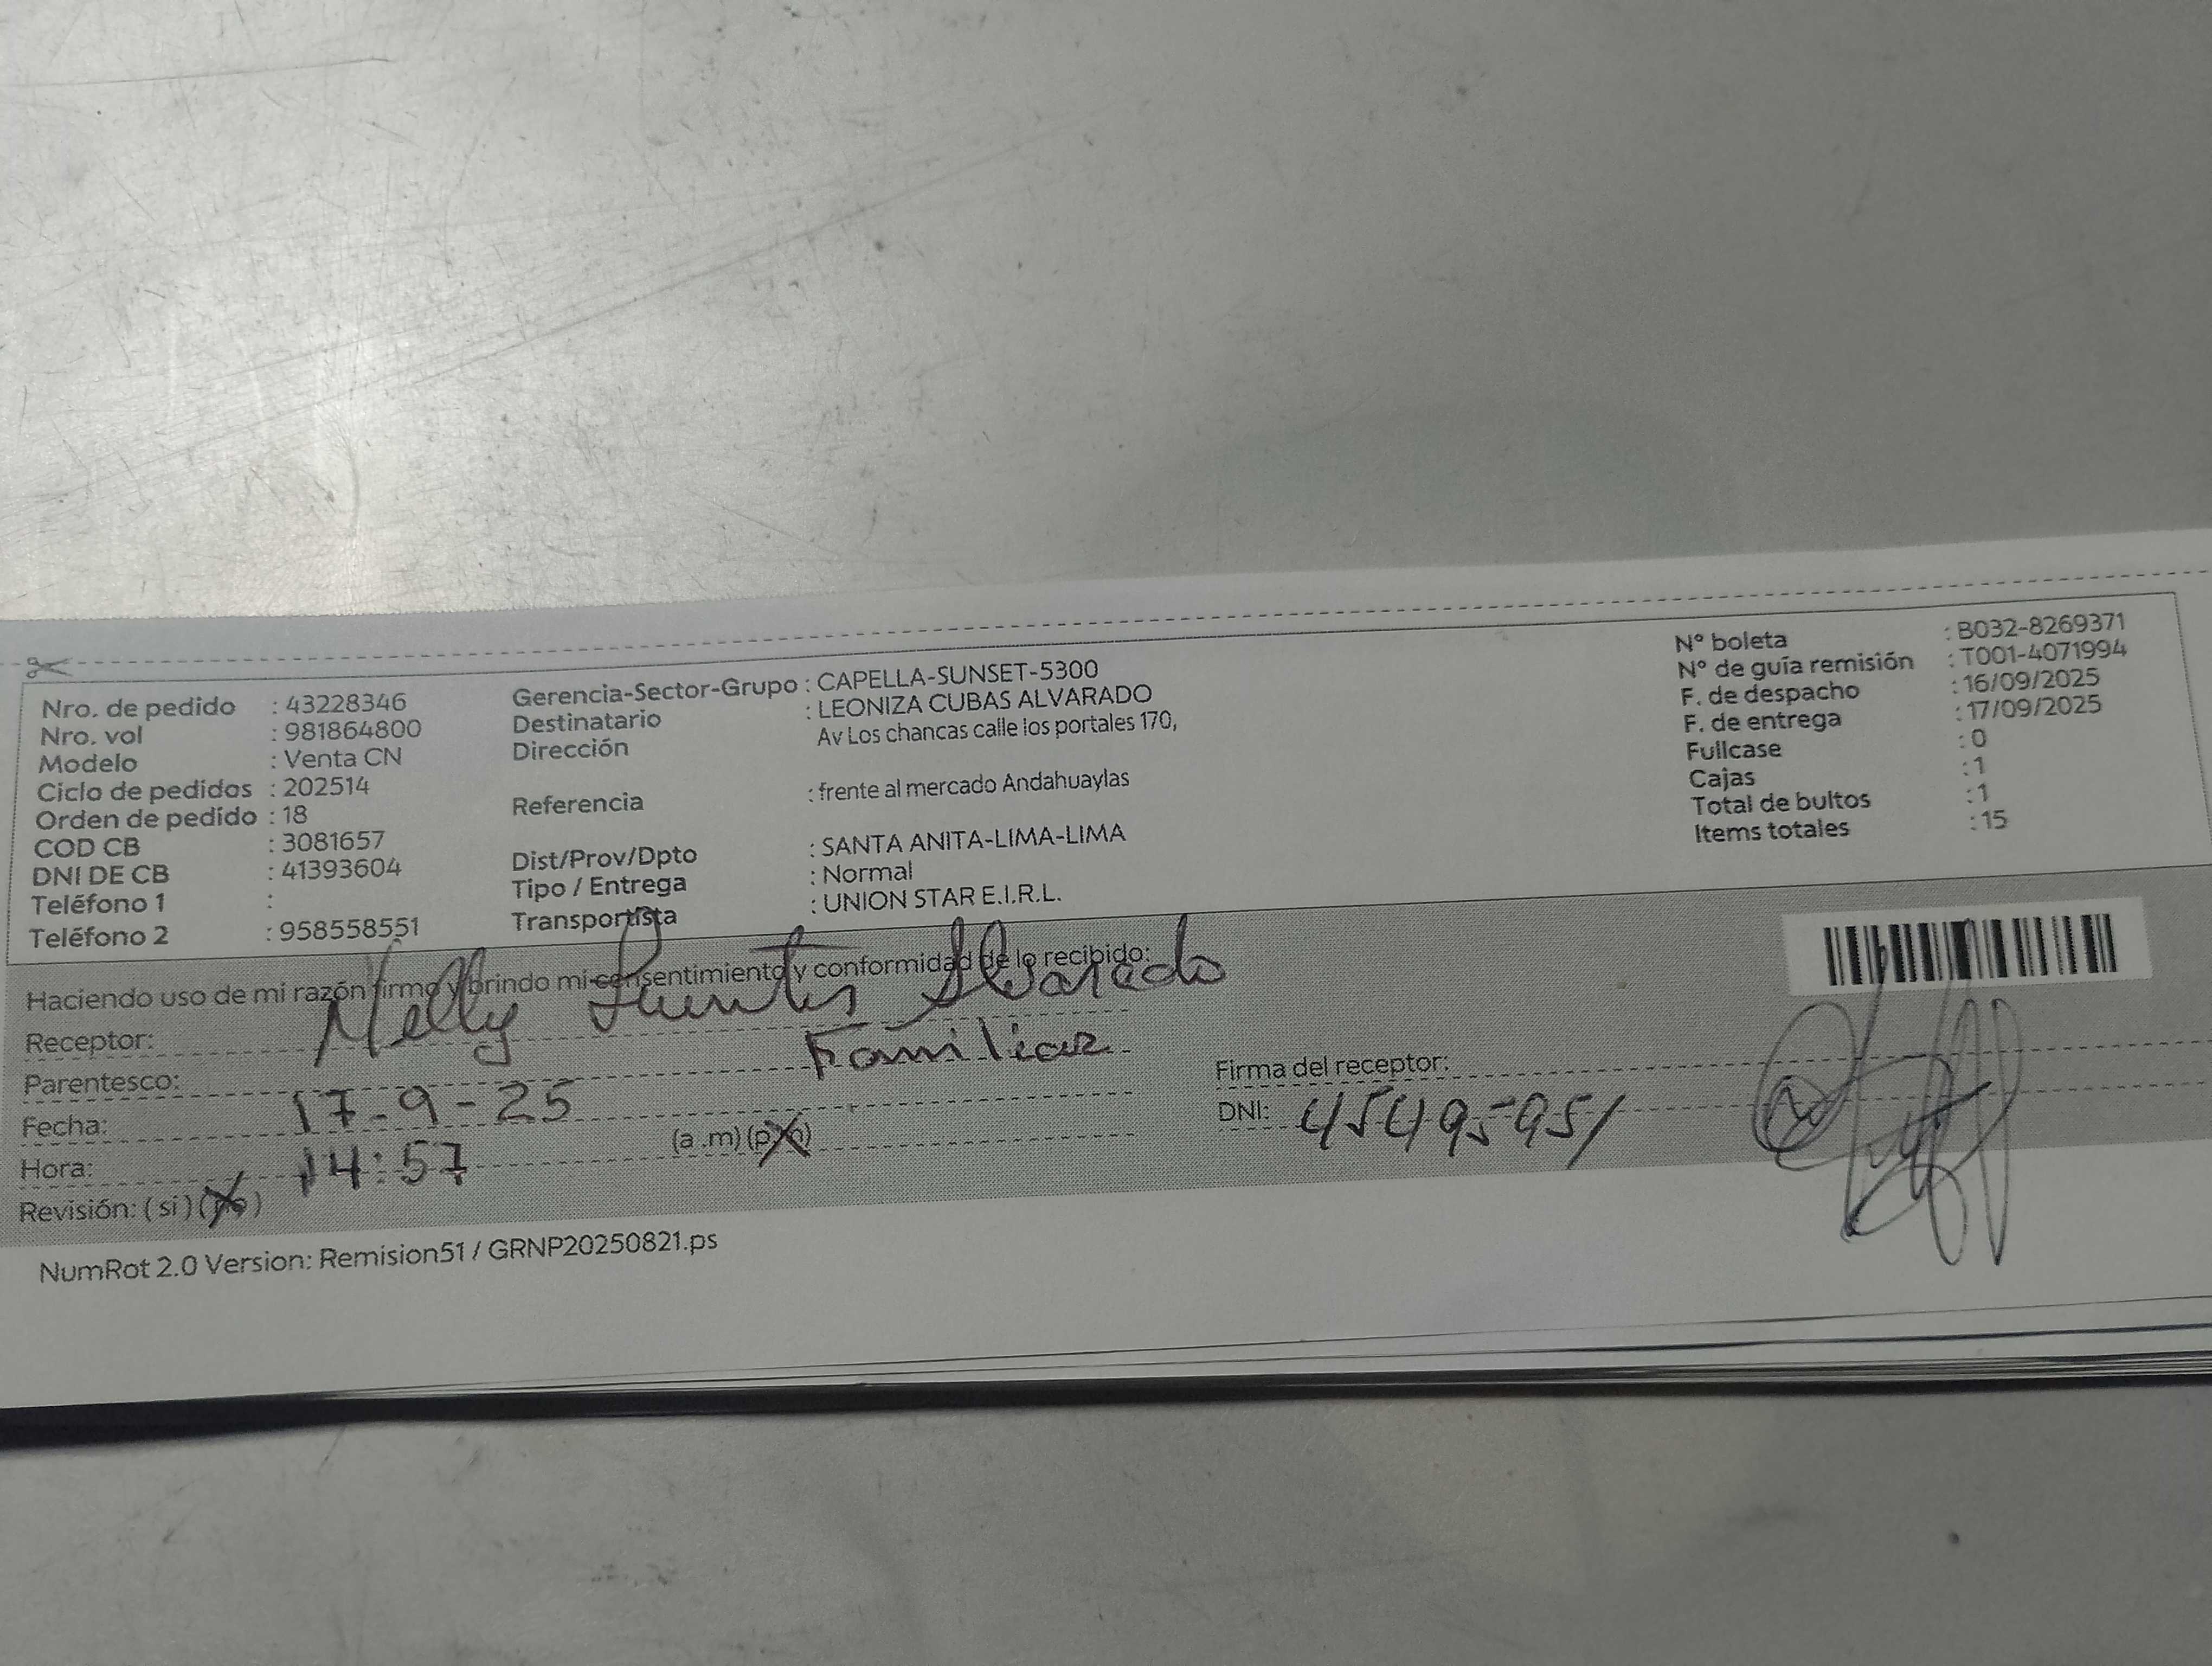 Nro. de pedido : 43228346
Nro. vol : 981864800
Modelo : Venta CN
Ciclo de pedidos : 202514
Orden de pedido : 18
COD CB : 3081657
DNI DE CB : 41393604
Teléfono 1 :
Teléfono 2 : 958558551
Gerencia-Sector-Grupo : CAPELLA-SUNSET-5300
Destinatario : LEONIZA CUBAS ALVARADO
Dirección Av Los chancas calle los portales 170,
Referencia : frente al mercado Andahuaylas
Dist/Prov/Dpto : SANTA ANITA-LIMA-LIMA
Tipo / Entrega : Normal
Transportista : UNION STAR E.I.R.L.
N° boleta : B032-8269371
N° de guía remisión : T001-4071994
F. de despacho : 16/09/2025
F. de entrega : 17/09/2025
Fullcase : 0
Cajas : 1
Total de bultos : 1
Items totales : 15
Haciendo uso de mi razón firmo y brindo mi consentimiento y conformidad de lo recibido:
Receptor: Nelly Alvarado
Parentesco: Familiar
Fecha: 17-9-25
Hora: 14:57 (a.m) (p.m)
Revisión: (si) (no)
Firma del receptor:
DNI: 45495951
NumRot 2.0 Version: Remision51 / GRNP20250821.ps